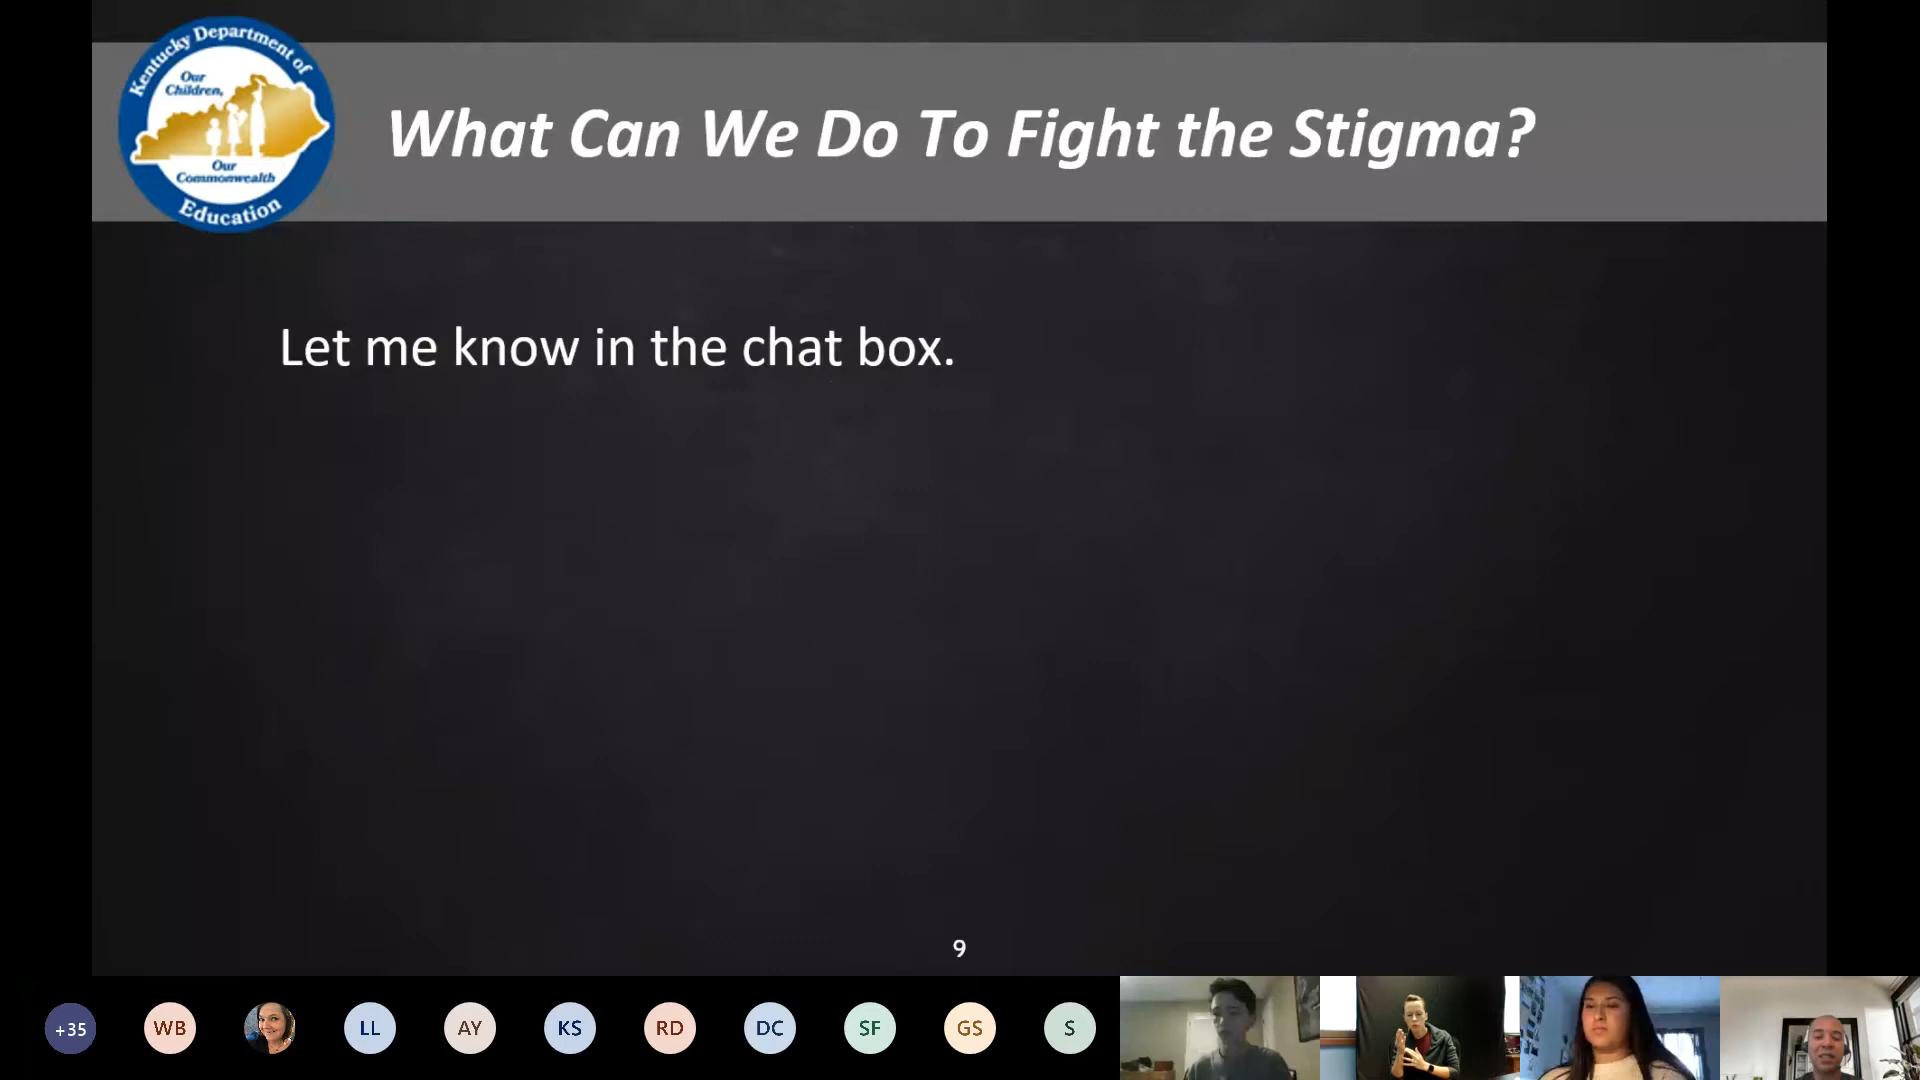 Kentucky Department of
Our
Children,
Our
Commonwealth
Education
What Can We Do To Fight the Stigma?
Let me know in the chat box.
9
+35
WB
LL
AY
KS
RD
DC
SF
GS
S